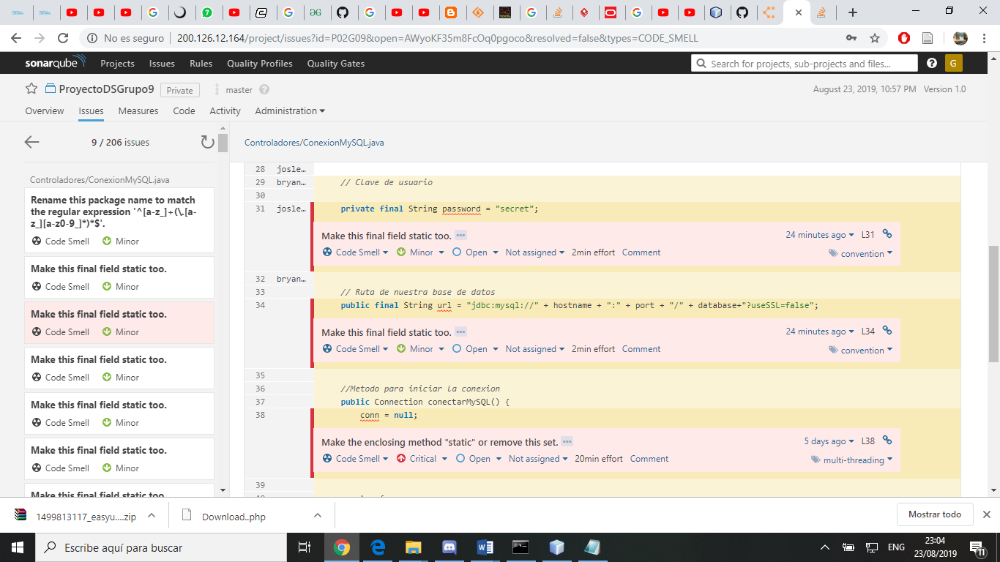 No es seguro | 200.126.12.164/project/issues?id=P02G09&open=AWyoKF35m8FcOq0pgoco&resolved=false&types=CODE_SMELL
sonarqube Projects Issues Rules Quality Profiles Quality Gates Search for projects, sub-projects and files... ? G
ProyectoDSGrupo9 Private master ? August 23, 2019, 10:57 PM Version 1.0
Overview Issues Measures Code Activity Administration
9 / 206 issues
Controladores/ConexionMySQL.java
Controladores/ConexionMySQL.java
Rename this package name to match
the regular expression '^[a-z_]+(\.[a-
z_][a-z0-9_]*)*$'.
Code Smell Minor
Make this final field static too.
Code Smell Minor
Make this final field static too.
Code Smell Minor
Make this final field static too.
Code Smell Minor
Make this final field static too.
Code Smell Minor
Make this final field static too.
Code Smell Minor
Make this final field static too.
28 josle...
29 bryan... // Clave de usuario
30
31 josle... private final String password = "secret";
Make this final field static too. 24 minutes ago L31
Code Smell Minor Open Not assigned 2min effort Comment convention
32 bryan...
33 // Ruta de nuestra base de datos
34 public final String url = "jdbc:mysql://" + hostname + ":" + port + "/" + database+"?useSSL=false";
Make this final field static too. 24 minutes ago L34
Code Smell Minor Open Not assigned 2min effort Comment convention
35
36 //Metodo para iniciar la conexion
37 public Connection conectarMySQL() {
38 conn = null;
Make the enclosing method "static" or remove this set. 5 days ago L38
Code Smell Critical Open Not assigned 20min effort Comment multi-threading
39
1499813117_easyu....zip Download..php Mostrar todo
Escribe aquí para buscar ENG 23:04
23/08/2019 11